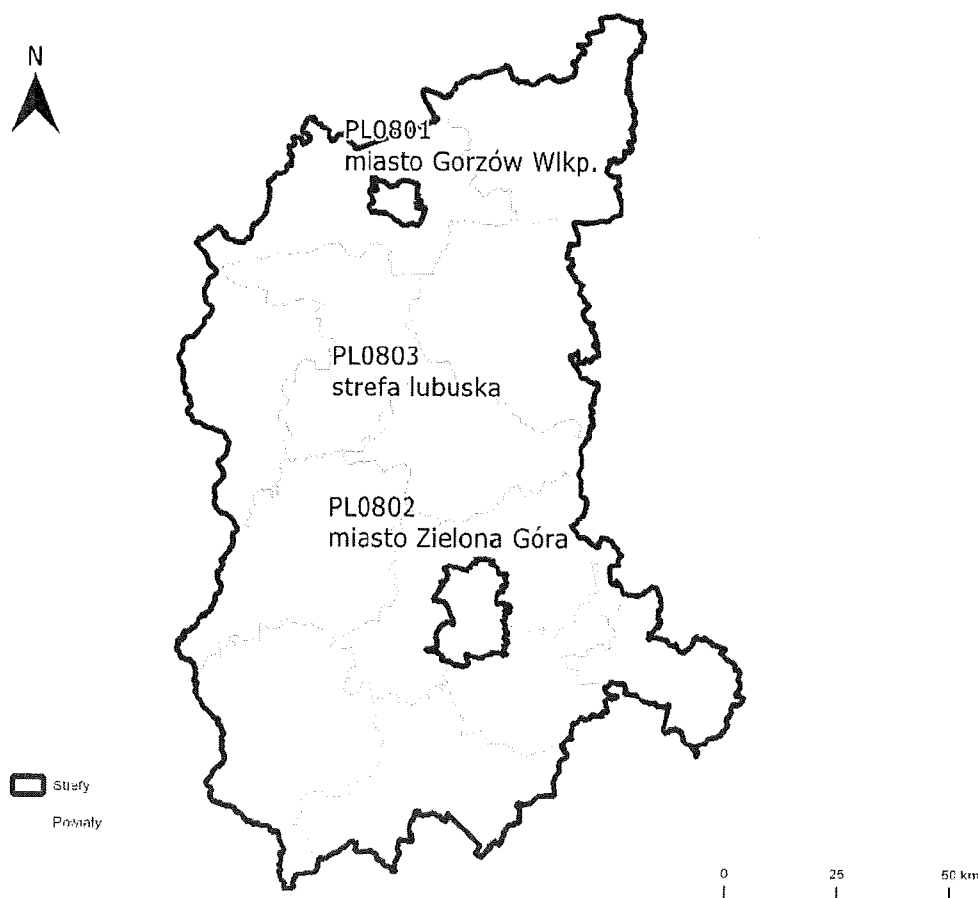 N
PL0801
miasto Gorzów Wlkp.
PL0803
strefa lubuska
PL0802
miasto Zielona Góra
Strefy
Powiaty
0 25 50 km